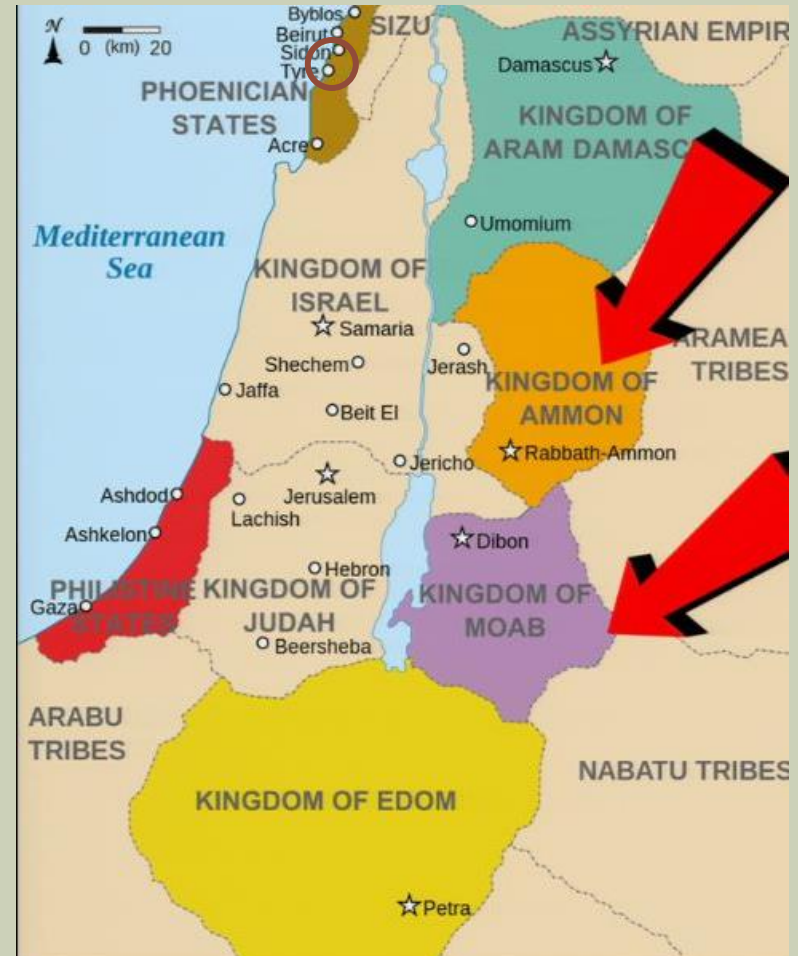 Byblos
Beirut
SIZU
ASSYRIAN EMPIR
N
0 (km) 20
Sidon
Tyre
Damascus
PHOENICIAN
STATES
KINGDOM OF
ARAM DAMASC
Acre
Umomium
Mediterranean
Sea
KINGDOM OF
ISRAEL
Samaria
ARAMEA
TRIBES
Shechem
Jerash
KINGDOM OF
AMMON
Jaffa
Beit El
Rabbath-Ammon
Jericho
Ashdod
Jerusalem
Lachish
Ashkelon
Dibon
Hebron
PHILISTINE
STATES
KINGDOM OF
JUDAH
KINGDOM OF
MOAB
Gaza
Beersheba
ARABU
TRIBES
NABATU TRIBES
KINGDOM OF EDOM
Petra